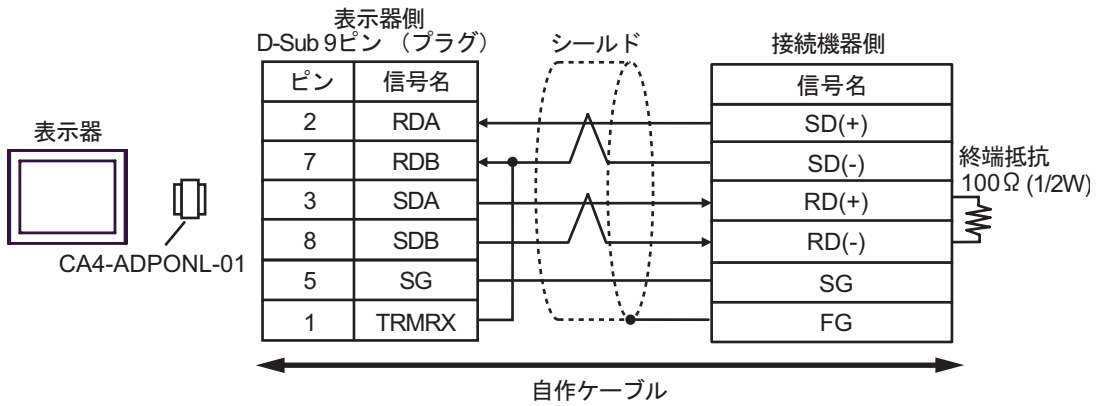 表示器側
D-Sub 9ピン （プラグ）
シールド
接続機器側
ピン 信号名
信号名
2 RDA
SD(+)
7 RDB
SD(-)
3 SDA
RD(+)
8 SDB
RD(-)
5 SG
SG
1 TRMRX
FG
表示器
CA4-ADPONL-01
終端抵抗
100Ω (1/2W)
自作ケーブル